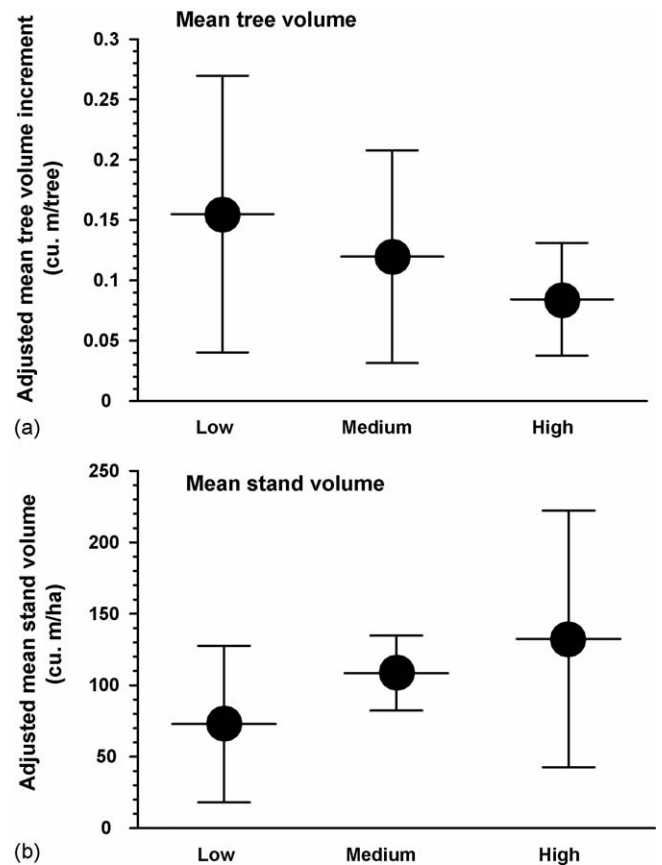 Mean tree volume
Adjusted mean tree volume increment
(cu. m/tree)
0.3
0.25
0.2
0.15
0.1
0.05
0
(a)
Low Medium High
Mean stand volume
Adjusted mean stand volume
(cu. m/ha)
250
200
150
100
50
0
(b)
Low Medium High